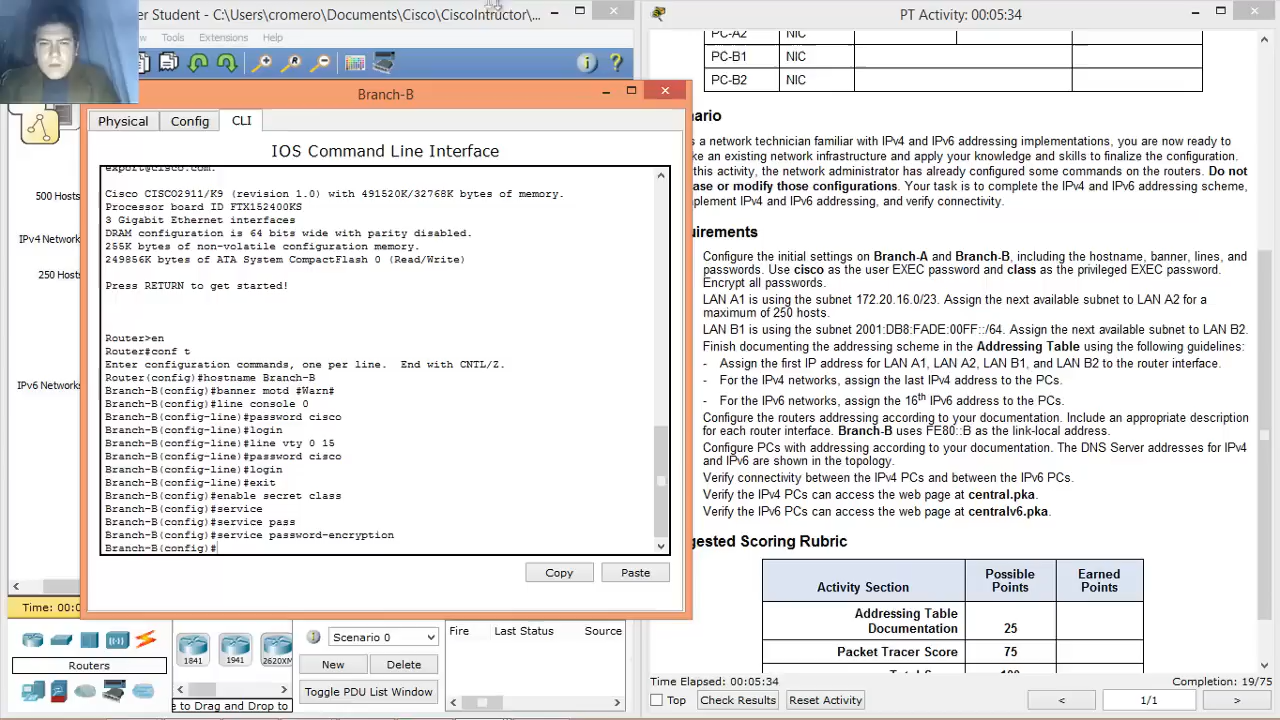 r Student - C:\Users\cromero\Documents\Cisco\CiscoIntructor\...
w Tools Extensions Help
Branch-B
Physical Config CLI
IOS Command Line Interface
export@cisco.com.
Cisco CISCO2911/K9 (revision 1.0) with 491520K/32768K bytes of memory.
Processor board ID FTX152400KS
3 Gigabit Ethernet interfaces
DRAM configuration is 64 bits wide with parity disabled.
255K bytes of non-volatile configuration memory.
249856K bytes of ATA System CompactFlash 0 (Read/Write)
Press RETURN to get started!
Router>en
Router#conf t
Enter configuration commands, one per line. End with CNTL/Z.
Router(config)#hostname Branch-B
Branch-B(config)#banner motd #Warn#
Branch-B(config)#line console 0
Branch-B(config-line)#password cisco
Branch-B(config-line)#login
Branch-B(config-line)#line vty 0 15
Branch-B(config-line)#password cisco
Branch-B(config-line)#login
Branch-B(config-line)#exit
Branch-B(config)#enable secret class
Branch-B(config)#service
Branch-B(config)#service pass
Branch-B(config)#service password-encryption
Branch-B(config)#
Copy Paste
500 Hosts
IPv4 Network
250 Hosts
IPv6 Network
Time: 00:0
Routers
1841 1941 2620XM
e to Drag and Drop to
Scenario 0
New Delete
Toggle PDU List Window
Fire Last Status Source
PT Activity: 00:05:34
PC-A2 NIC
PC-B1 NIC
PC-B2 NIC
nario
s a network technician familiar with IPv4 and IPv6 addressing implementations, you are now ready to
ke an existing network infrastructure and apply your knowledge and skills to finalize the configuration.
this activity, the network administrator has already configured some commands on the routers. Do not
ase or modify those configurations. Your task is to complete the IPv4 and IPv6 addressing scheme,
plement IPv4 and IPv6 addressing, and verify connectivity.
uirements
Configure the initial settings on Branch-A and Branch-B, including the hostname, banner, lines, and
passwords. Use cisco as the user EXEC password and class as the privileged EXEC password.
Encrypt all passwords.
LAN A1 is using the subnet 172.20.16.0/23. Assign the next available subnet to LAN A2 for a
maximum of 250 hosts.
LAN B1 is using the subnet 2001:DB8:FADE:00FF::/64. Assign the next available subnet to LAN B2.
Finish documenting the addressing scheme in the Addressing Table using the following guidelines:
- Assign the first IP address for LAN A1, LAN A2, LAN B1, and LAN B2 to the router interface.
- For the IPv4 networks, assign the last IPv4 address to the PCs.
- For the IPv6 networks, assign the 16th IPv6 address to the PCs.
Configure the routers addressing according to your documentation. Include an appropriate description
for each router interface. Branch-B uses FE80::B as the link-local address.
Configure PCs with addressing according to your documentation. The DNS Server addresses for IPv4
and IPv6 are shown in the topology.
Verify connectivity between the IPv4 PCs and between the IPv6 PCs.
Verify the IPv4 PCs can access the web page at central.pka.
Verify the IPv6 PCs can access the web page at centralv6.pka.
gested Scoring Rubric
Activity Section Possible Points Earned Points
Addressing Table Documentation 25
Packet Tracer Score 75
Time Elapsed: 00:05:34 Completion: 19/75
Top Check Results Reset Activity < 1/1 >